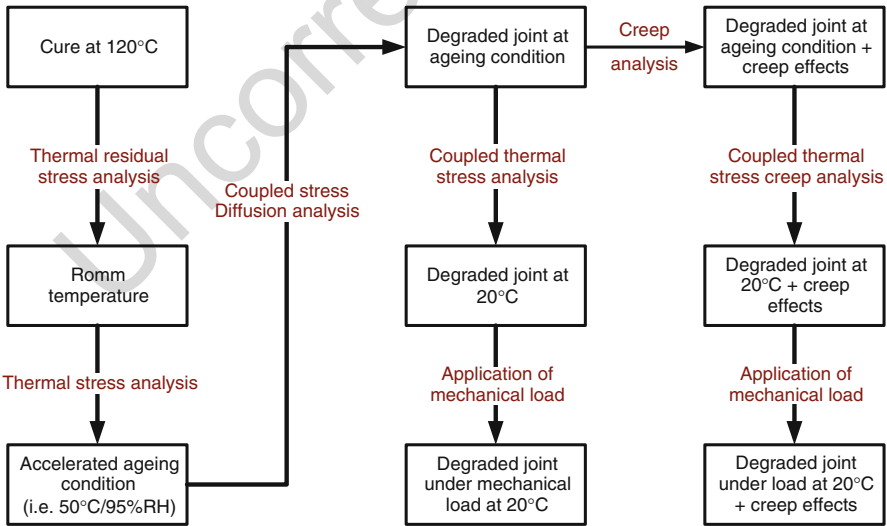 Cure at 120°C
Thermal residual
stress analysis
Romm
temperature
Thermal stress analysis
Accelerated ageing
condition
(i.e. 50°C/95%RH)
Coupled stress
Diffusion analysis
Degraded joint at
ageing condition
Coupled thermal
stress analysis
Degraded joint at
20°C
Application of
mechanical load
Degraded joint
under mechanical
load at 20°C
Creep
analysis
Degraded joint at
ageing condition +
creep effects
Coupled thermal
stress creep analysis
Degraded joint at
20°C + creep
effects
Application of
mechanical load
Degraded joint
under load at 20°C
+ creep effects
Uncorre